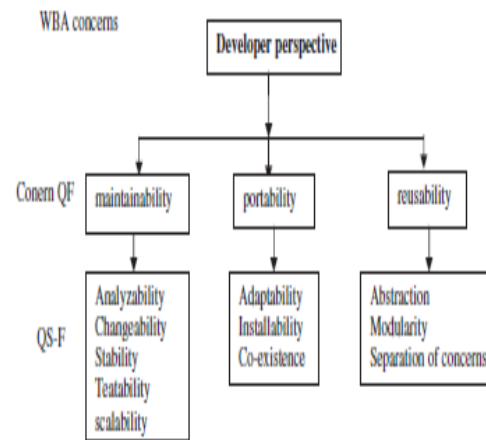 WBA concerns
Developer perspective
Conern QF
maintainability
portability
reusability
QS-F
Analyzability
Changeability
Stability
Teatability
scalability
Adaptability
Installability
Co-existence
Abstraction
Modularity
Separation of concerns